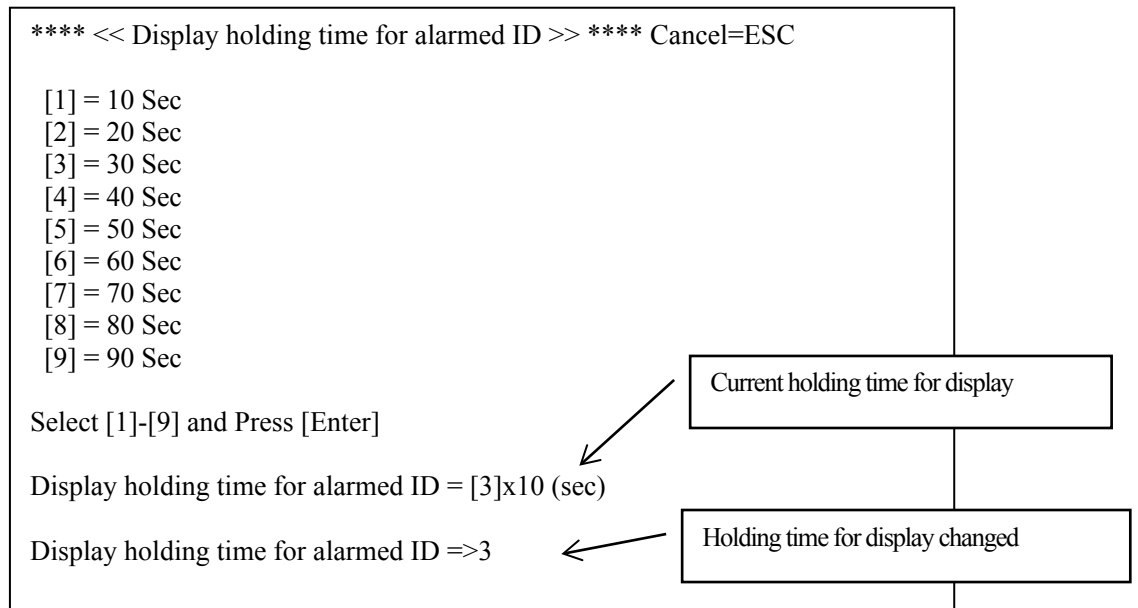 **** << Display holding time for alarmed ID >> **** Cancel=ESC
[1] = 10 Sec
[2] = 20 Sec
[3] = 30 Sec
[4] = 40 Sec
[5] = 50 Sec
[6] = 60 Sec
[7] = 70 Sec
[8] = 80 Sec
[9] = 90 Sec
Current holding time for display
Select [1]-[9] and Press [Enter]
Display holding time for alarmed ID = [3]x10 (sec)
Holding time for display changed
Display holding time for alarmed ID =>3